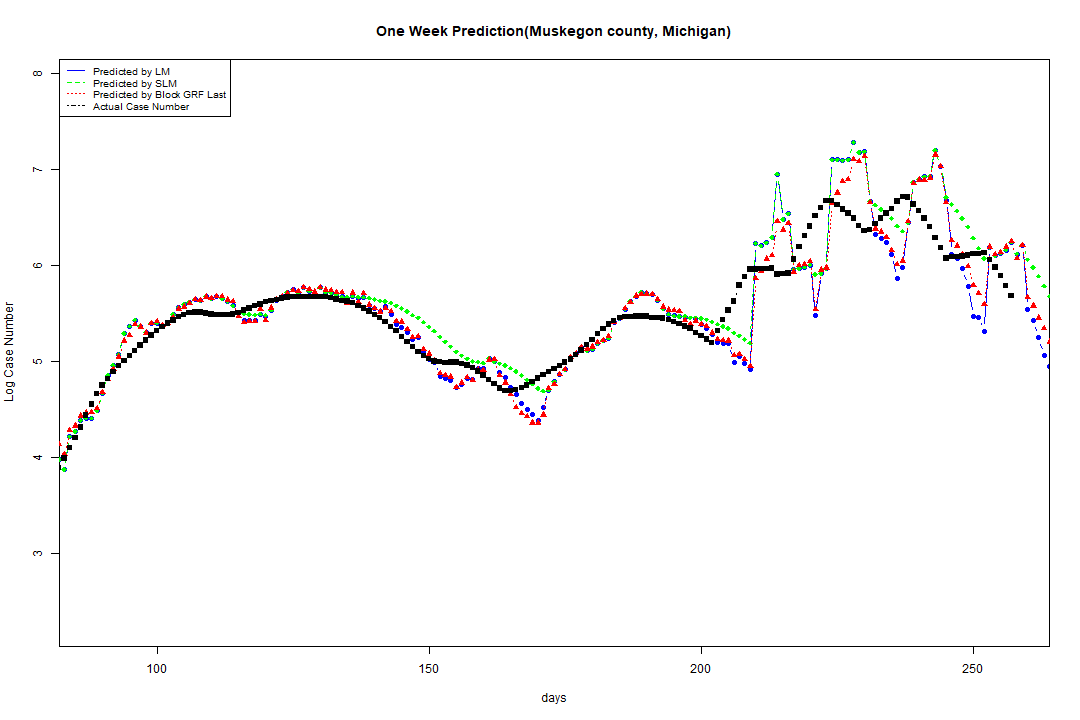 One Week Prediction(Muskegon county, Michigan)
Predicted by LM
Predicted by SLM
Predicted by Block GRF Last
Actual Case Number
8
7
6
5
4
3
Log Case Number
100 150 200 250
days